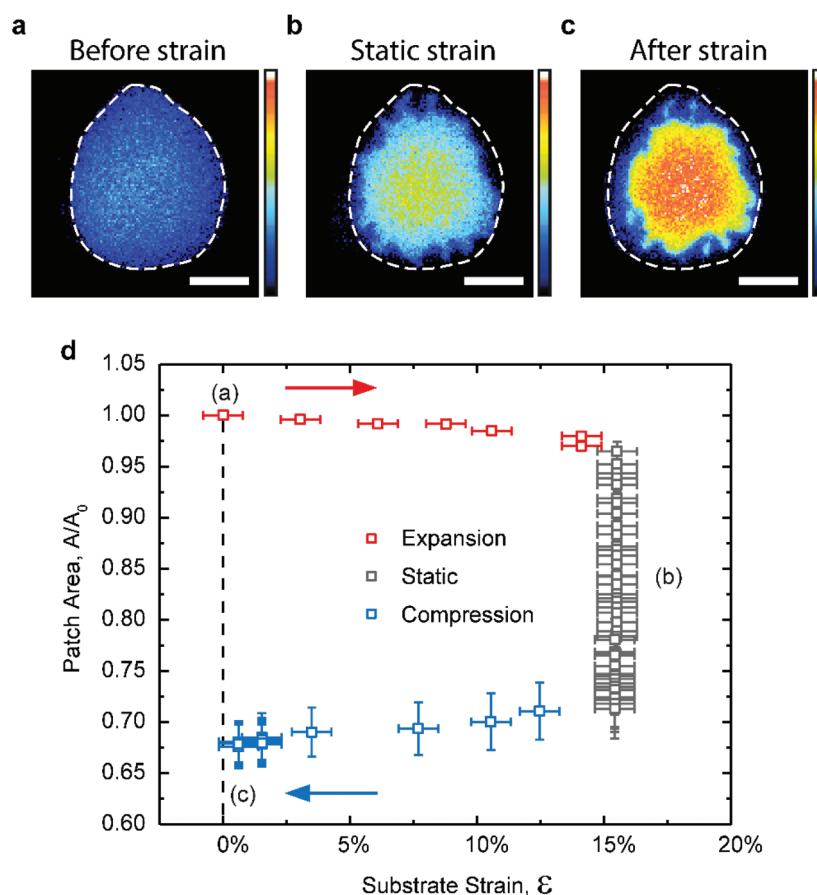 a
Before strain
b
Static strain
c
After strain
d
1.05
1.00
0.95
0.90
0.85
0.80
0.75
0.70
0.65
0.60
Patch Area, A/A0
(a)
Expansion
Static
Compression
(b)
(c)
0%
5%
10%
15%
20%
Substrate Strain, ε